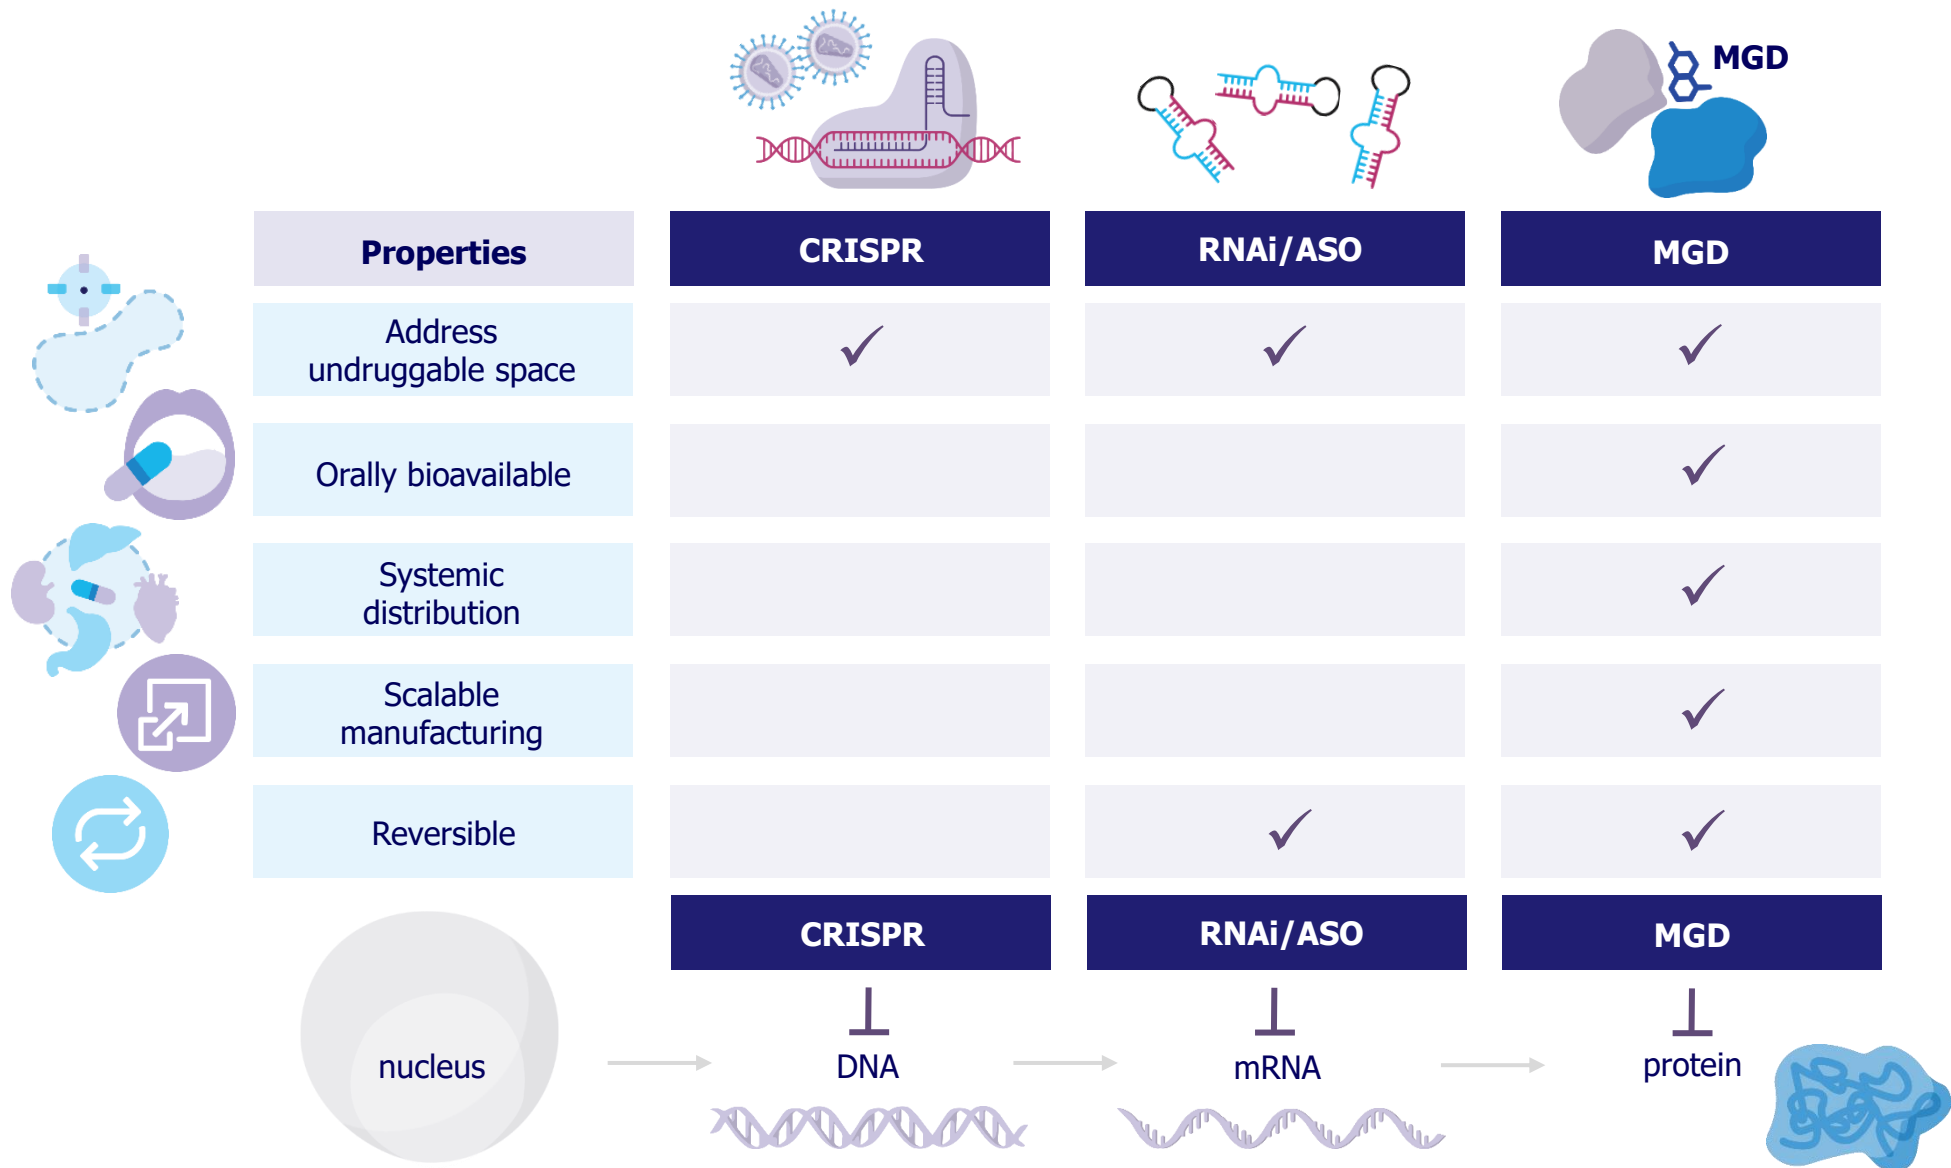 MGD
Properties
CRISPR
RNAi/ASO
MGD
Address
undruggable space
✓
✓
✓
Orally bioavailable
✓
Systemic
distribution
✓
Scalable
manufacturing
✓
Reversible
✓
✓
CRISPR
RNAi/ASO
MGD
nucleus
DNA
mRNA
protein